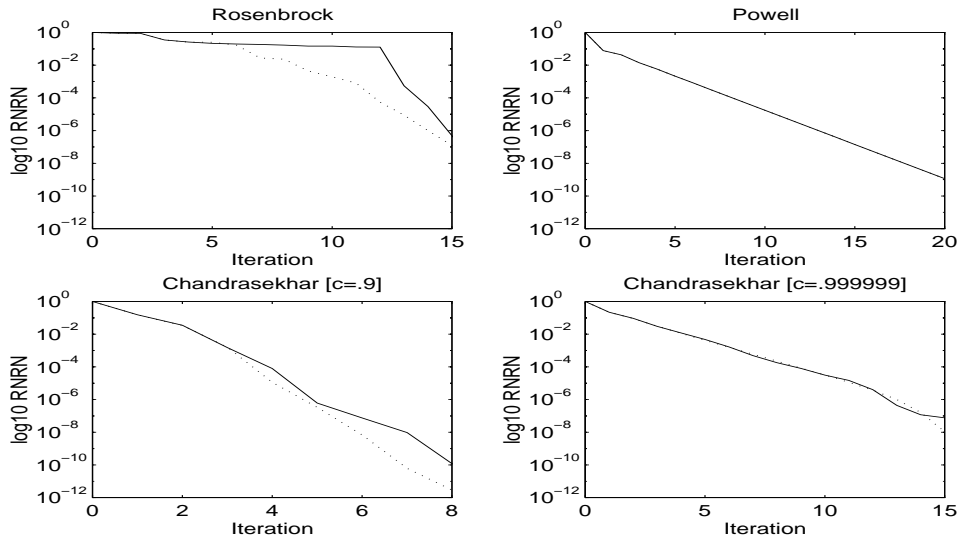 Rosenbrock
log10 RNRN
10^0
10^-2
10^-4
10^-6
10^-8
10^-10
10^-12
0 5 10 15
Iteration
Powell
log10 RNRN
10^0
10^-2
10^-4
10^-6
10^-8
10^-10
10^-12
0 5 10 15 20
Iteration
Chandrasekhar [c=.9]
log10 RNRN
10^0
10^-2
10^-4
10^-6
10^-8
10^-10
10^-12
0 2 4 6 8
Iteration
Chandrasekhar [c=.999999]
log10 RNRN
10^0
10^-2
10^-4
10^-6
10^-8
10^-10
10^-12
0 5 10 15
Iteration